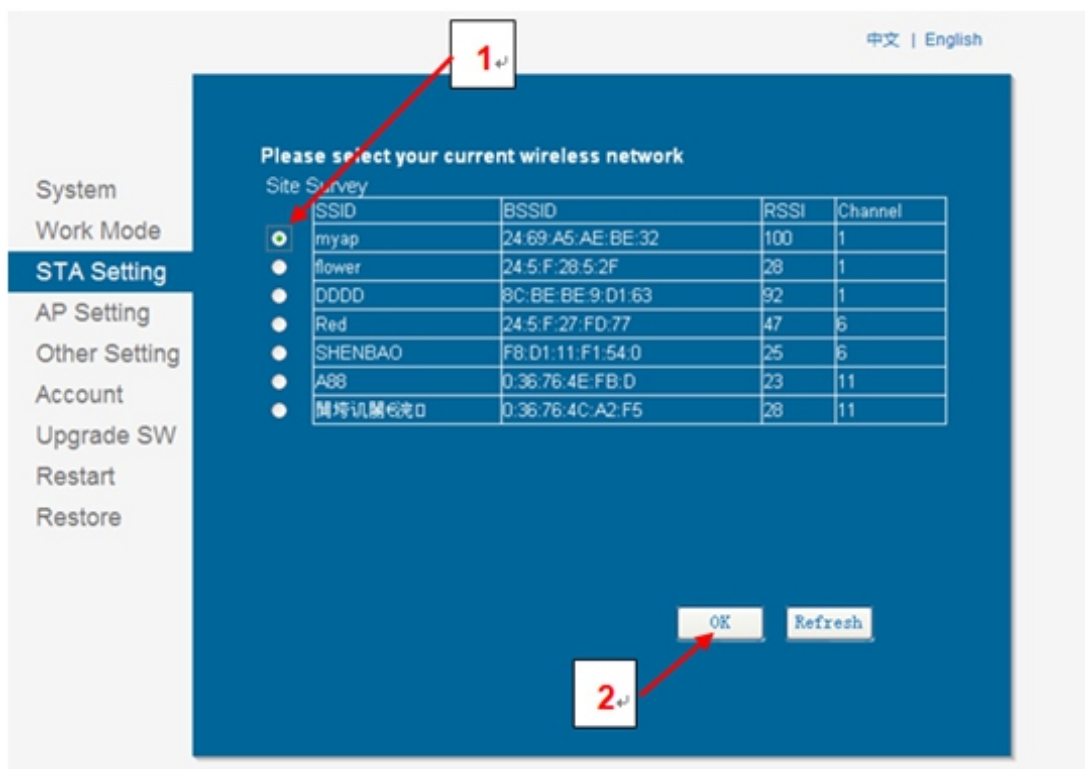 中文 | English
1
Please select your current wireless network
Site Survey
SSID BSSID RSSI Channel
myap 24:69:A5:AE:BE:32 100 1
flower 24:5:F:28:5:2F 28 1
DDDD 8C:BE:BE:9:D1:63 92 1
Red 24:5:F:27:FD:77 47 6
SHENBAO F8:D1:11:F1:54:0 25 6
A88 0:36:76:4E:FB:D 23 11
0:36:76:4C:A2:F5 28 11
System
Work Mode
STA Setting
AP Setting
Other Setting
Account
Upgrade SW
Restart
Restore
OK Refresh
2